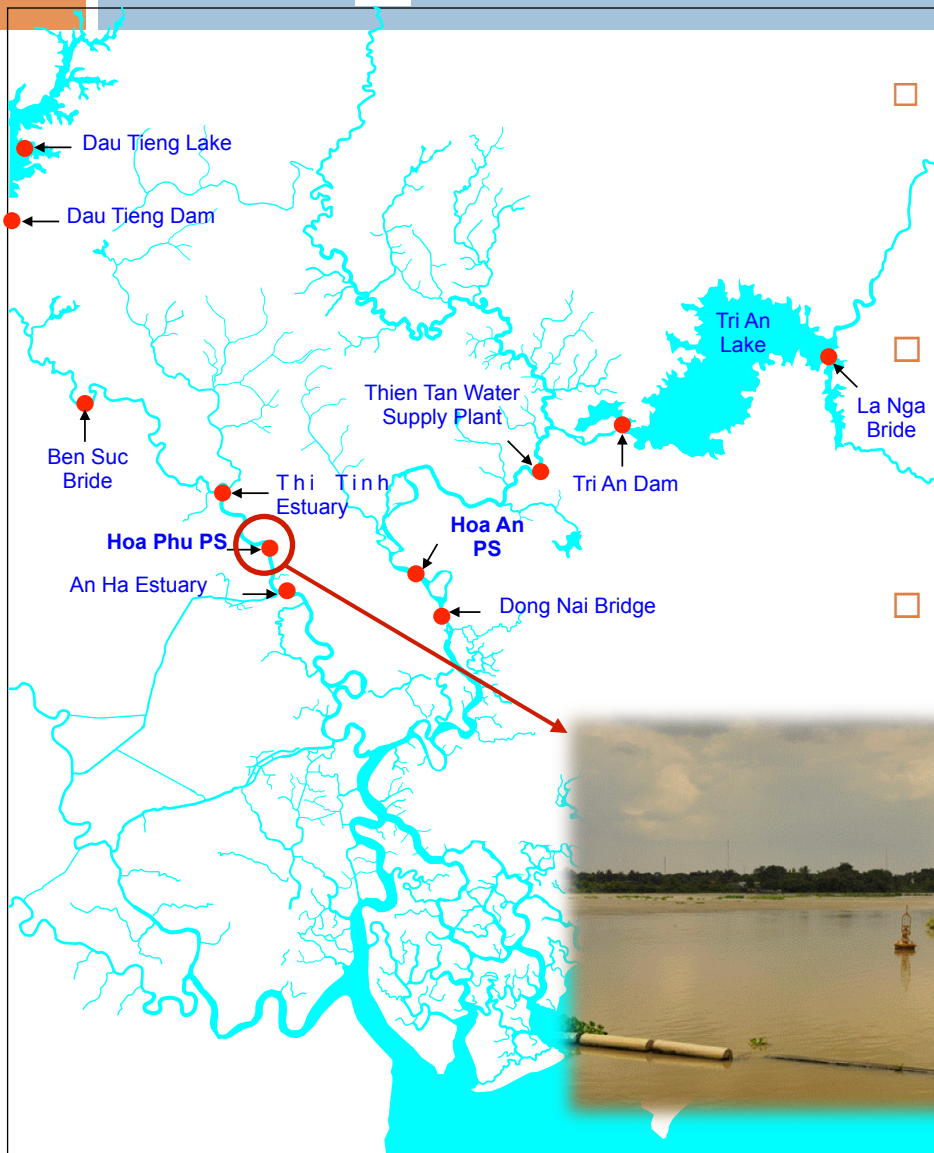 Dau Tieng Lake
Dau Tieng Dam
Tri An
Lake
Thien Tan Water
Supply Plant
La Nga
Bride
Ben Suc
Bride
Thi Tinh
Estuary
Tri An Dam
Hoa An
PS
Hoa Phu PS
An Ha Estuary
Dong Nai Bridge